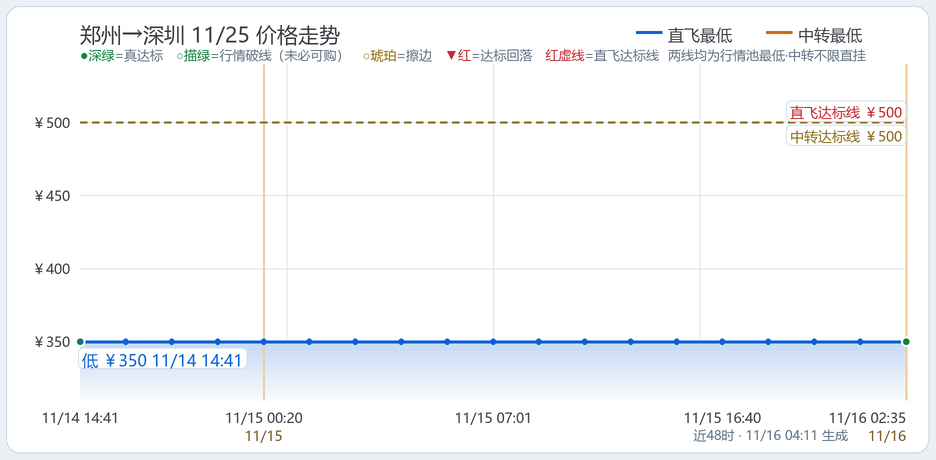 郑州→深圳 11/25 价格走势
直飞最低 中转最低
●深绿=真达标 ○描绿=行情破线（未必可购） ○琥珀=擦边 ▼红=达标回落 红虚线=直飞达标线 两线均为行情池最低·中转不限直挂
直飞达标线 ¥500
¥500
中转达标线 ¥500
¥450
¥400
¥350
低 ¥350 11/14 14:41
11/14 14:41 11/15 00:20 11/15 07:01 11/15 16:40 11/16 02:35
11/15 近48时 · 11/16 04:11 生成 11/16